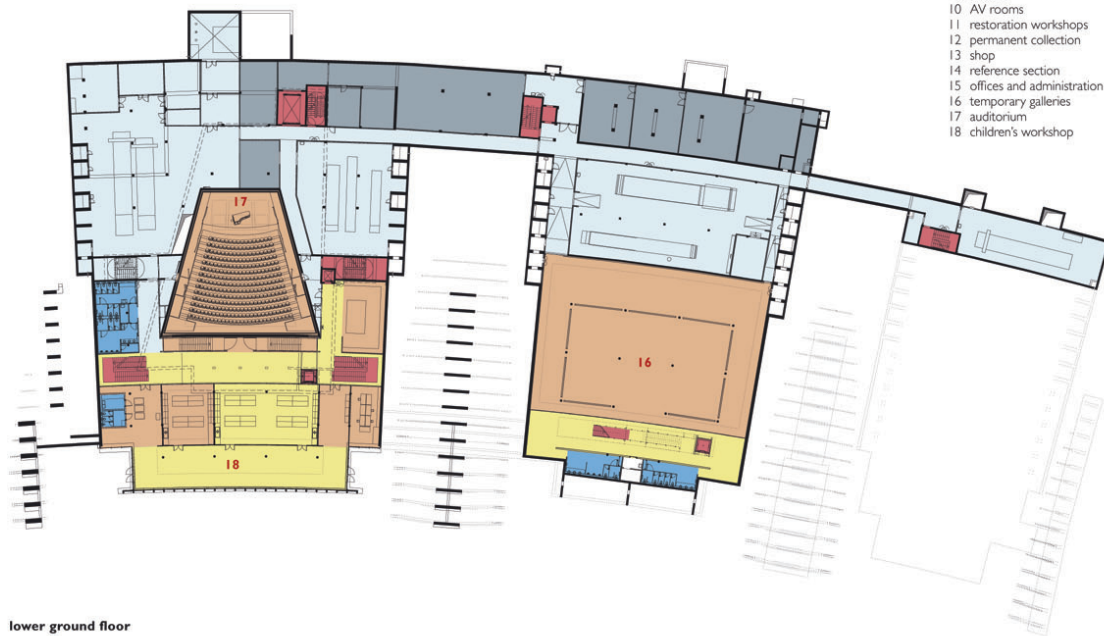 10 AV rooms
11 restoration workshops
12 permanent collection
13 shop
14 reference section
15 offices and administration
16 temporary galleries
17 auditorium
18 children's workshop
17
16
18
lower ground floor